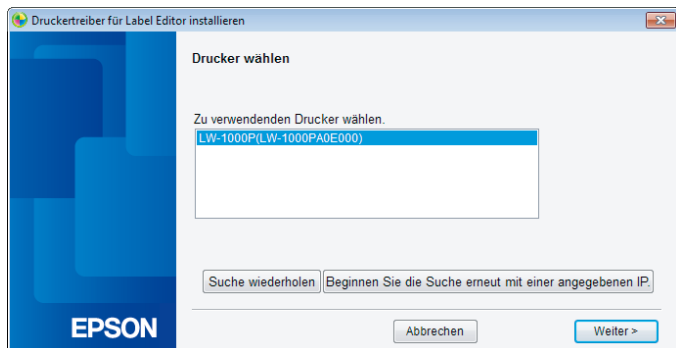 Druckertreiber für Label Editor installieren
Drucker wählen
Zu verwendenden Drucker wählen.
LW-1000P(LW-1000PA0E000)
Suche wiederholen Beginnen Sie die Suche erneut mit einer angegebenen IP.
EPSON
Abbrechen Weiter >